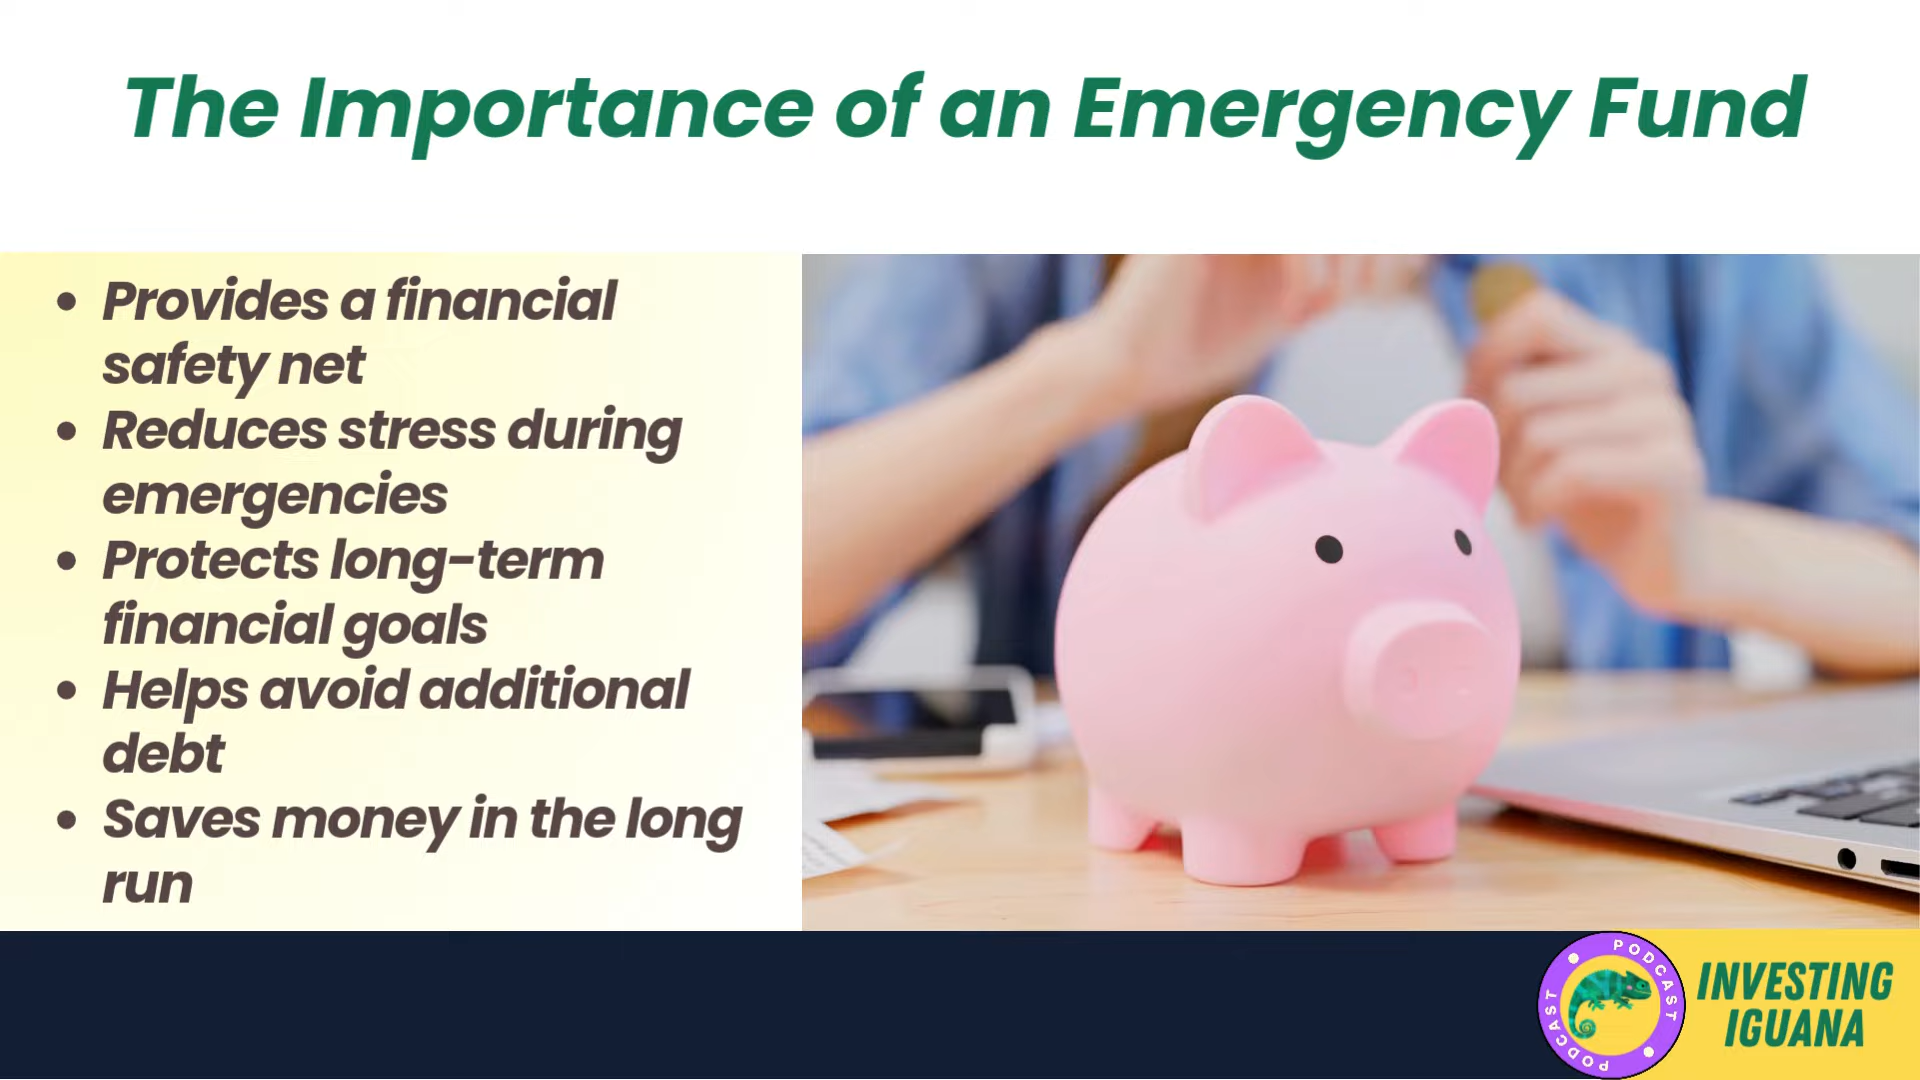 The Importance of an Emergency Fund
• Provides a financial
safety net
• Reduces stress during
emergencies
• Protects long-term
financial goals
• Helps avoid additional
debt
• Saves money in the long
run
PODCAST
PODCAST
INVESTING
IGUANA